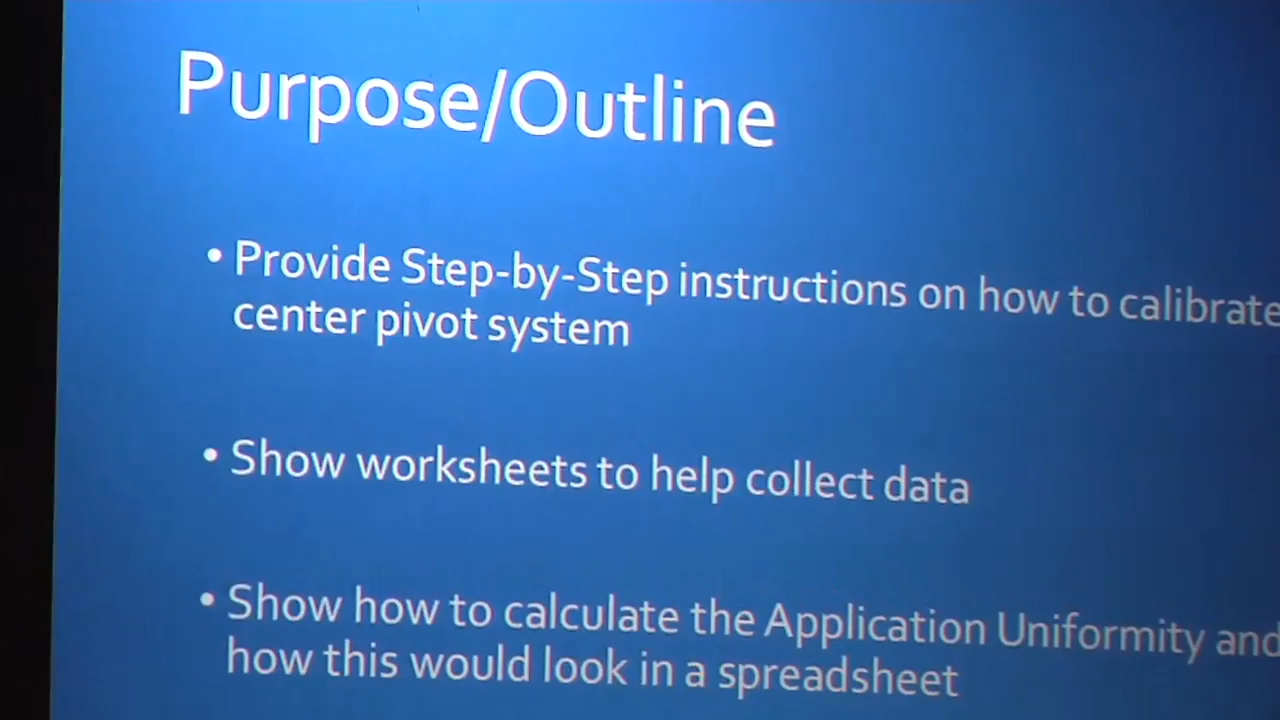 Purpose/Outline
• Provide Step-by-Step instructions on how to calibrate
center pivot system
• Show worksheets to help collect data
• Show how to calculate the Application Uniformity and
how this would look in a spreadsheet